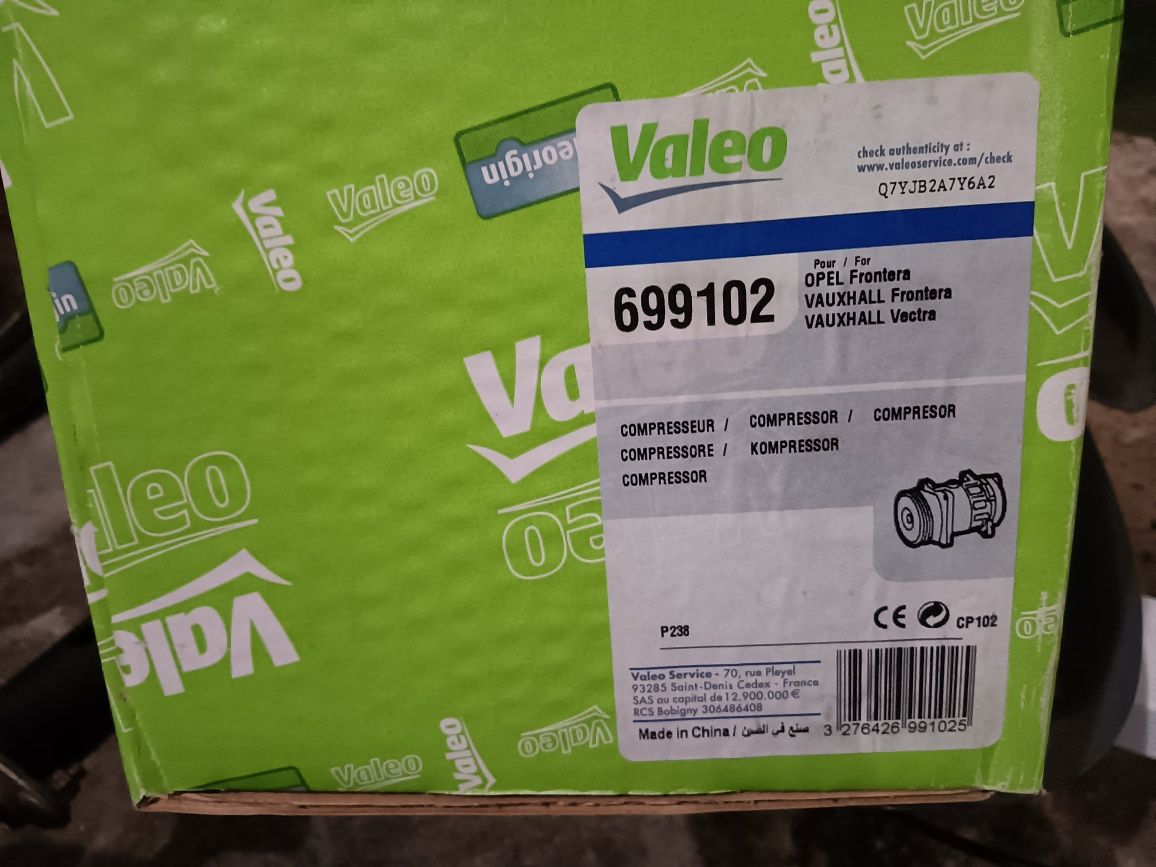 Valeo
Valeo
Valeo
Valeo
Valeo
check authenticity at :
www.valeoservice.com/check
Q7YJB2A7Y6A2
699102
Pour / For
OPEL Frontera
VAUXHALL Frontera
VAUXHALL Vectra
COMPRESSEUR / COMPRESSOR / COMPRESOR
COMPRESSORE / KOMPRESSOR
COMPRESSOR
P238
CE CP102
Valeo Service - 70, rue Pleyel
93285 Saint-Denis Cedex - France
SAS au capital de 12.900.000 €
RCS Bobigny 306486408
Made in China / صنع في الصين
3 276426 991025
Valeo
Valeo
Valeo
Valeo